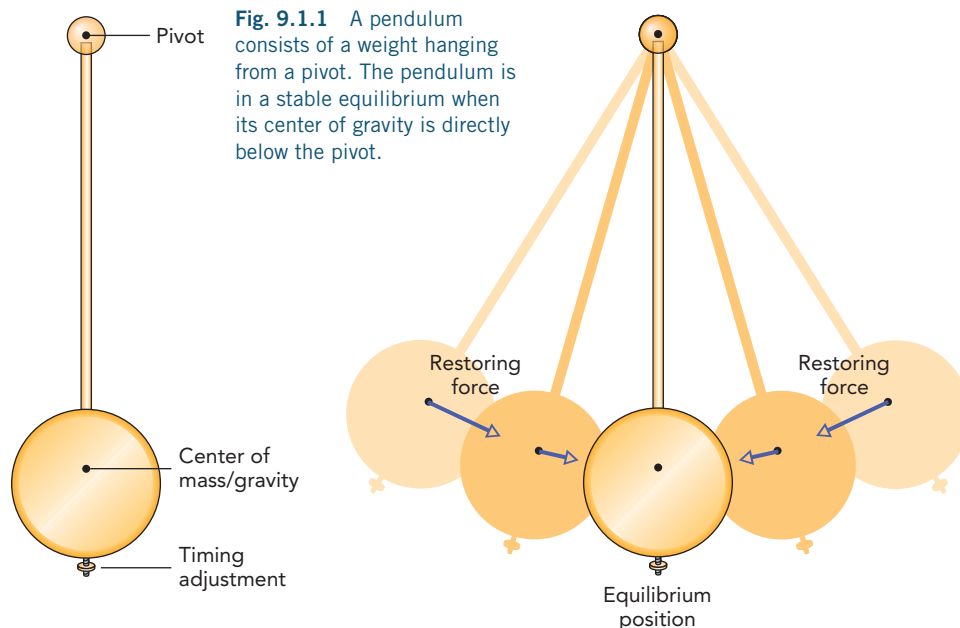 Pivot
Fig. 9.1.1 A pendulum
consists of a weight hanging
from a pivot. The pendulum is
in a stable equilibrium when
its center of gravity is directly
below the pivot.
Center of
mass/gravity
Timing
adjustment
Restoring
force
Restoring
force
Equilibrium
position